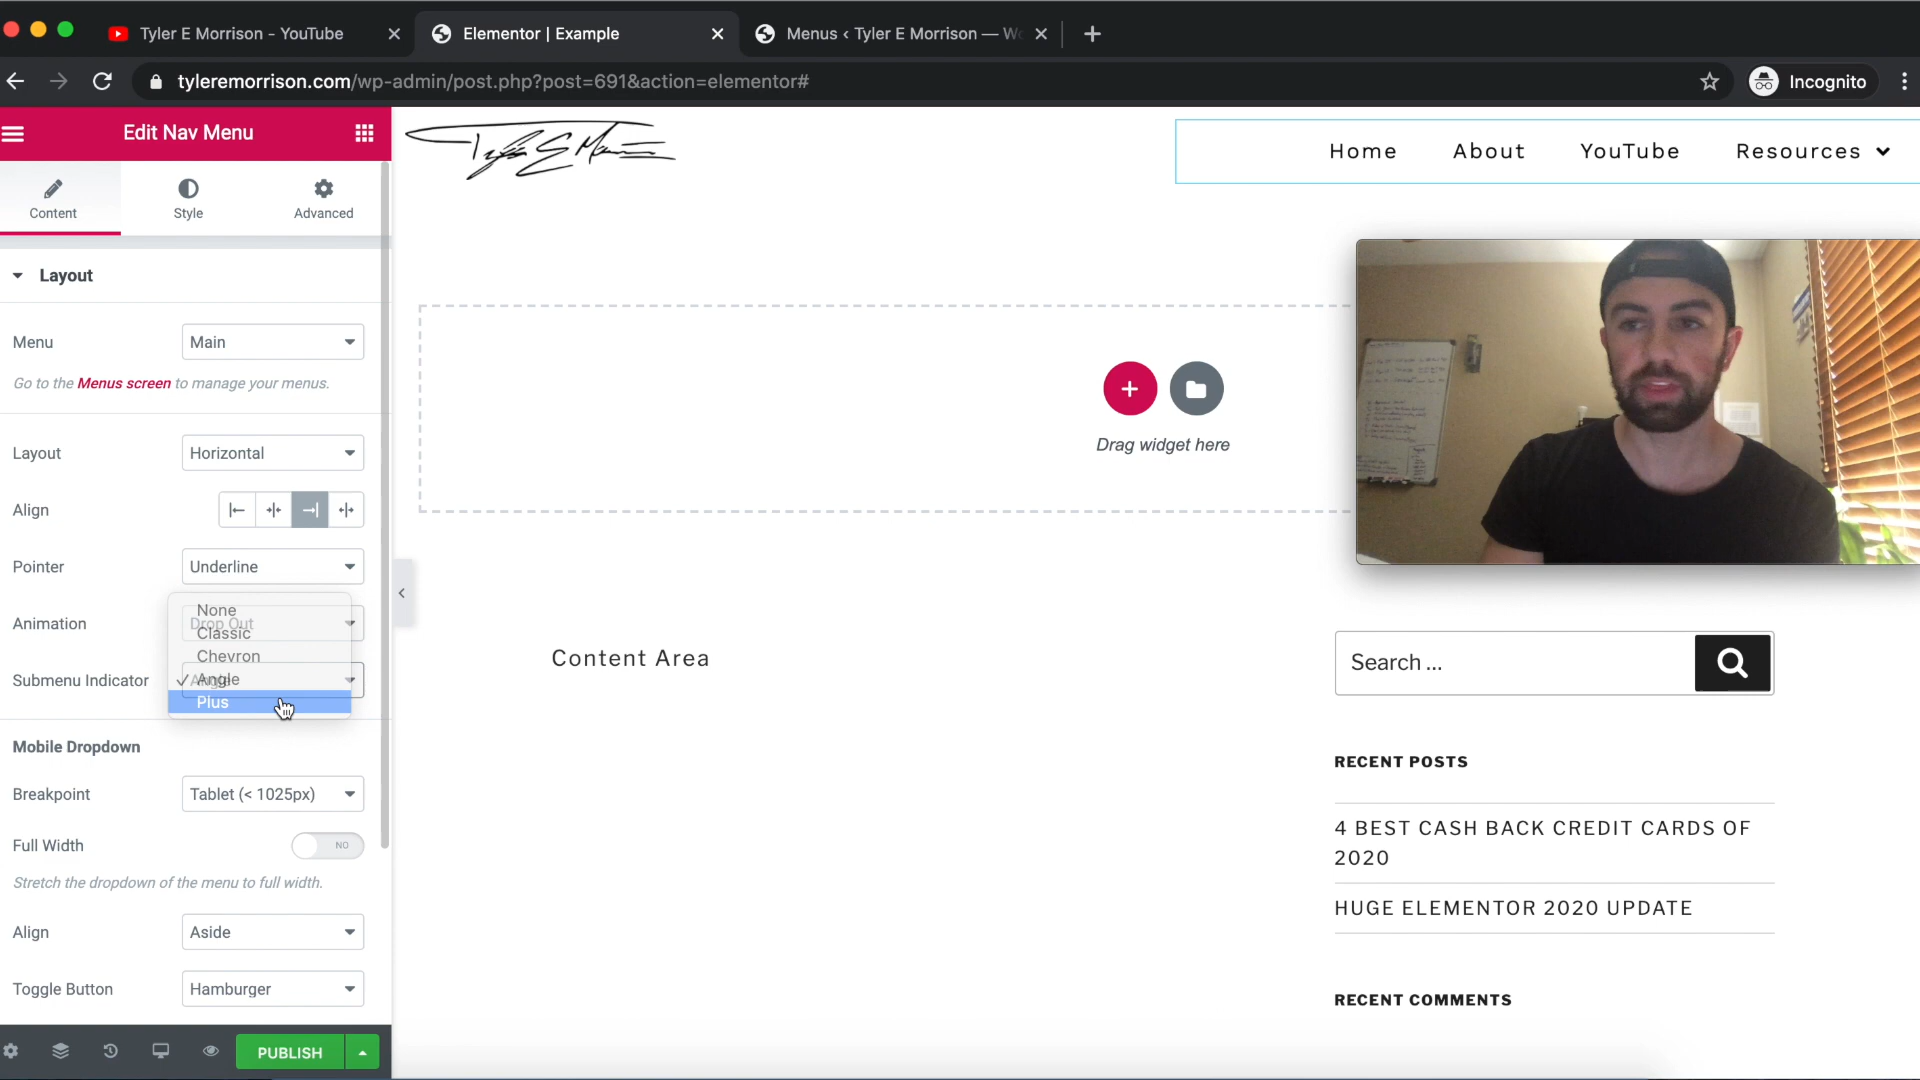 Tyler E Morrison - YouTube
Elementor | Example
Menus ‹ Tyler E Morrison — Wo
tyleremorrison.com/wp-admin/post.php?post=691&action=elementor#
Incognito
Edit Nav Menu
Content
Style
Advanced
Layout
Menu
Main
Go to the Menus screen to manage your menus.
Layout
Horizontal
Align
Pointer
Underline
Animation
Drop Out
None
Classic
Chevron
Submenu Indicator
Angle
Plus
Mobile Dropdown
Breakpoint
Tablet (< 1025px)
Full Width
NO
Stretch the dropdown of the menu to full width.
Align
Aside
Toggle Button
Hamburger
PUBLISH
Home
About
YouTube
Resources
Drag widget here
Content Area
Search ...
RECENT POSTS
4 BEST CASH BACK CREDIT CARDS OF
2020
HUGE ELEMENTOR 2020 UPDATE
RECENT COMMENTS